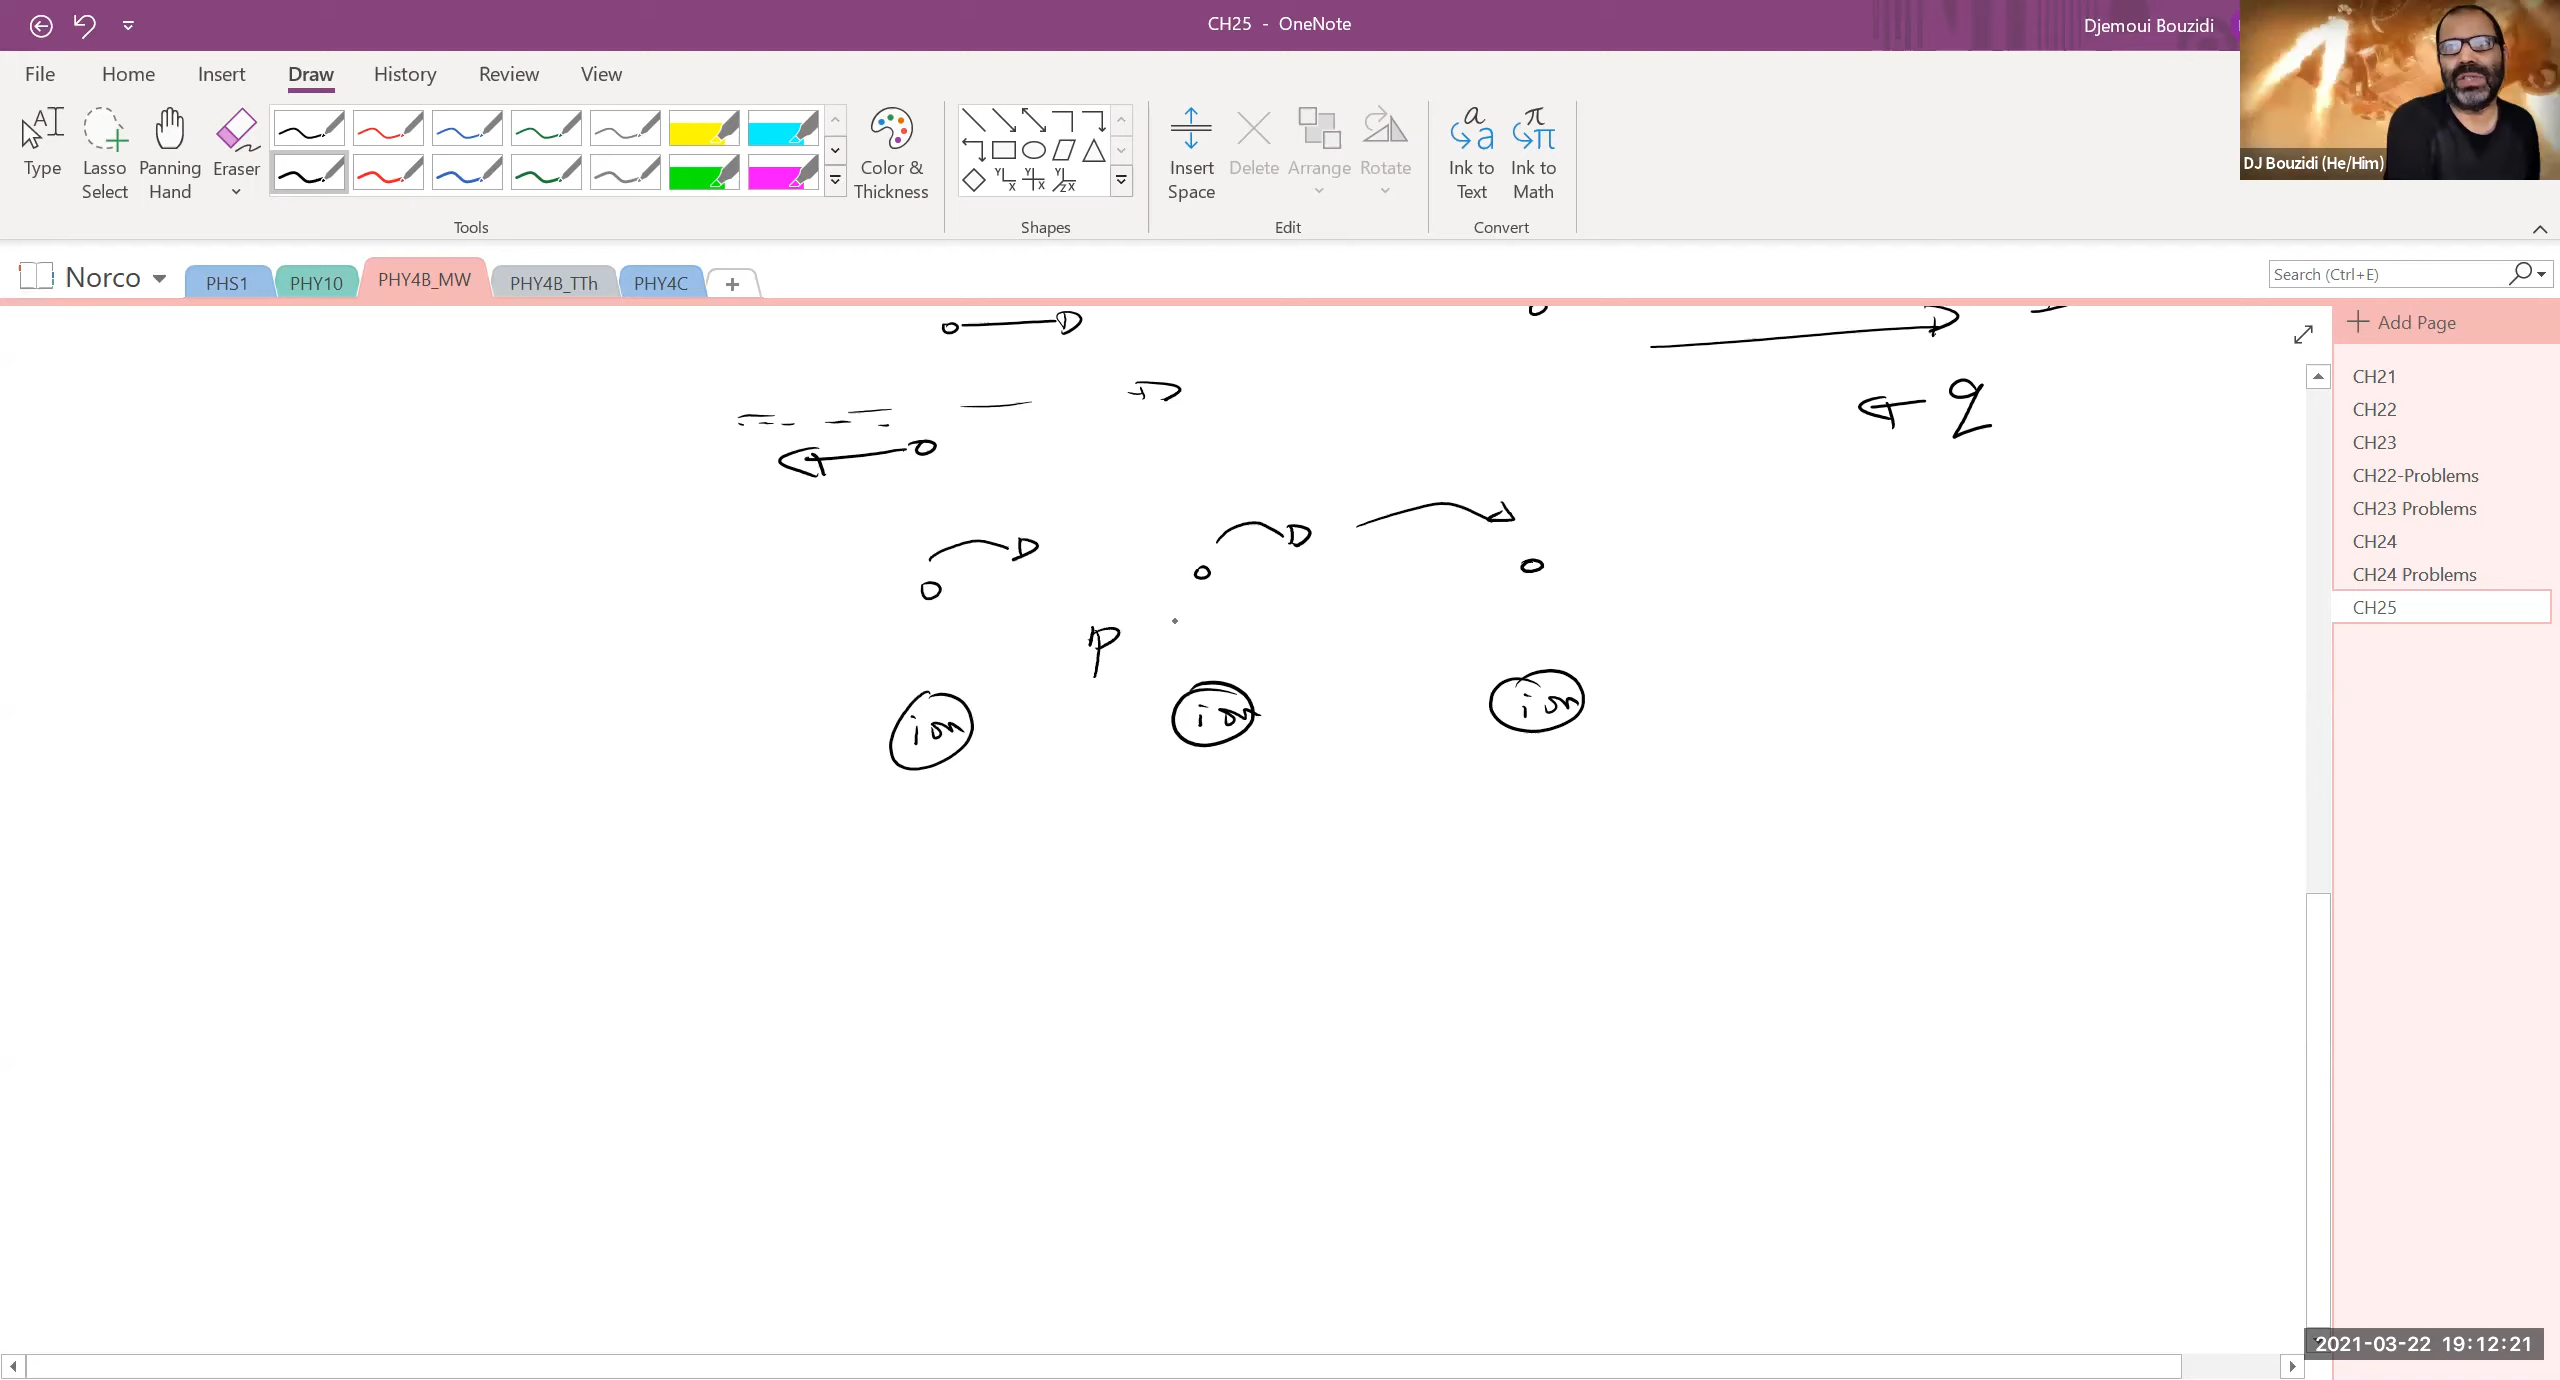 CH25 - OneNote
Djemoui Bouzidi
File Home Insert Draw History Review View
Type
Lasso Select
Panning Hand
Eraser
Color & Thickness
Insert Space
Delete
Arrange
Rotate
Ink to Text
Ink to Math
Tools
Shapes
Edit
Convert
DJ Bouzidi (He/Him)
Norco
PHS1 PHY10 PHY4B_MW PHY4B_TTh PHY4C
Search (Ctrl+E)
Add Page
CH21
CH22
CH23
CH22-Problems
CH23 Problems
CH24
CH24 Problems
CH25
q
P
ion ion ion
2021-03-22 19:12:21